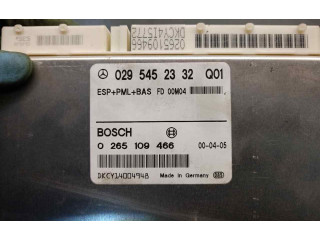 0265109466
DKCY415772
029 545 23 32 Q01
ESP+PML+BAS FD 00M04
BOSCH
0 265 109 466 00-04-05
DKCY14004948 Made in Germany